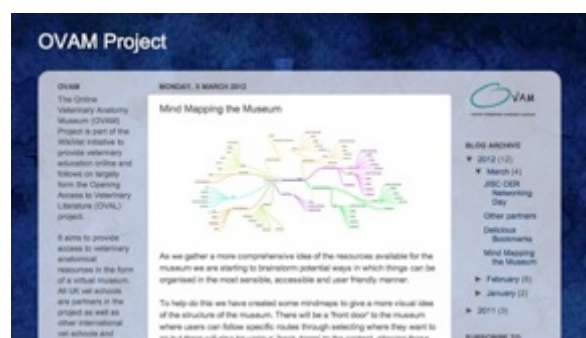 OVAM Project
OVAM
The Online
Veterinary Anatomy
Museum (OVAM)
Project is part of the
WikiVet initiative to
provide veterinary
education online and
follows on largely
form the Opening
Access to Veterinary
Literature (OVAL)
project.
It aims to provide
access to veterinary
anatomical
resources in the form
of a virtual museum.
All UK vet schools
are partners in the
project as well as
other international
vet schools and
MONDAY, 5 MARCH 2012
Mind Mapping the Museum
As we gather a more comprehensive idea of the resources available for the
museum we are starting to brainstorm potential ways in which things can be
organised in the most sensible, accessible and user friendly manner.
To help do this we have created some mindmaps to give a more visual idea
of the structure of the museum. There will be a 'front door' to the museum
where users can follow specific routes through selecting where they want to
OVAM
BLOG ARCHIVE
▼ 2012 (12)
▼ March (4)
JISC OER
Networking
Day
Other partners
Delicious
Bookmarks
Mind Mapping
the Museum
► February (6)
► January (2)
► 2011 (3)
SUBSCRIBE TO